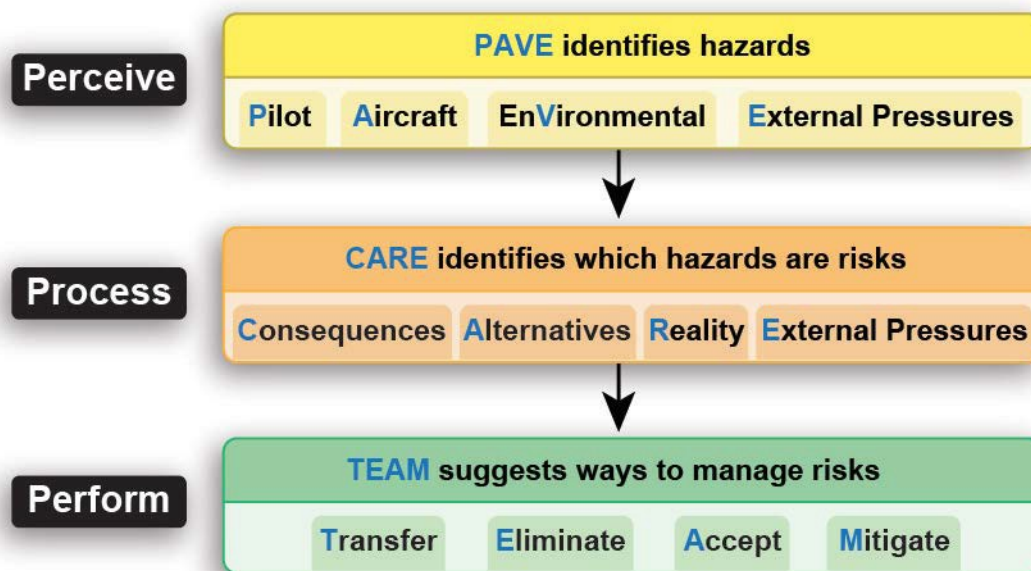 Perceive
PAVE identifies hazards
Pilot Aircraft EnVironmental External Pressures
Process
CARE identifies which hazards are risks
Consequences Alternatives Reality External Pressures
Perform
TEAM suggests ways to manage risks
Transfer Eliminate Accept Mitigate